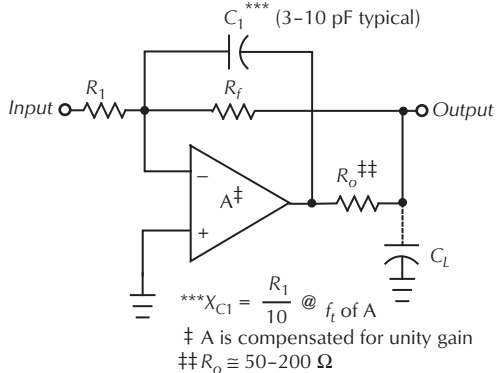 C1*** (3–10 pF typical)
R1
Rf
Input
Output
−
A‡
Ro‡‡
+
CL
***XC1 = R1/10 @ ft of A
‡ A is compensated for unity gain
‡‡ Ro ≅ 50–200 Ω